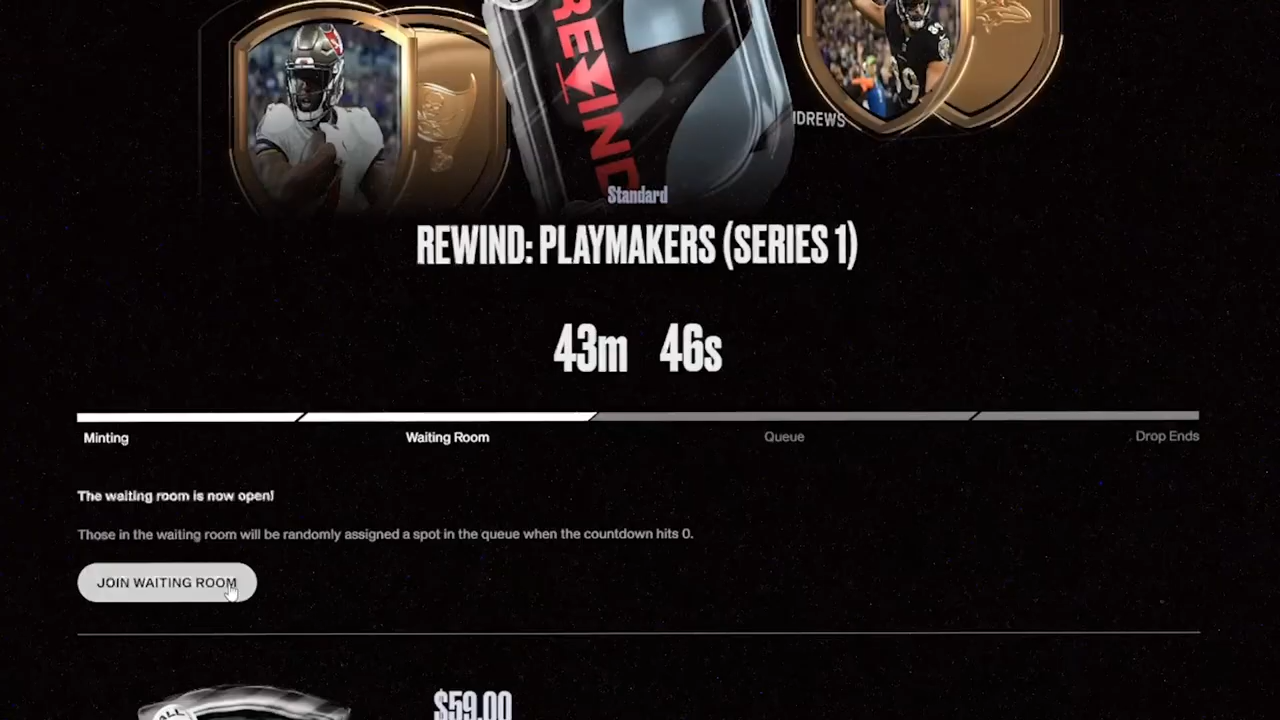 REWIND
IDREWS
Standard
REWIND: PLAYMAKERS (SERIES 1)
43m 46s
Minting
Waiting Room
Queue
Drop Ends
The waiting room is now open!
Those in the waiting room will be randomly assigned a spot in the queue when the countdown hits 0.
JOIN WAITING ROOM
$59.00
ALL